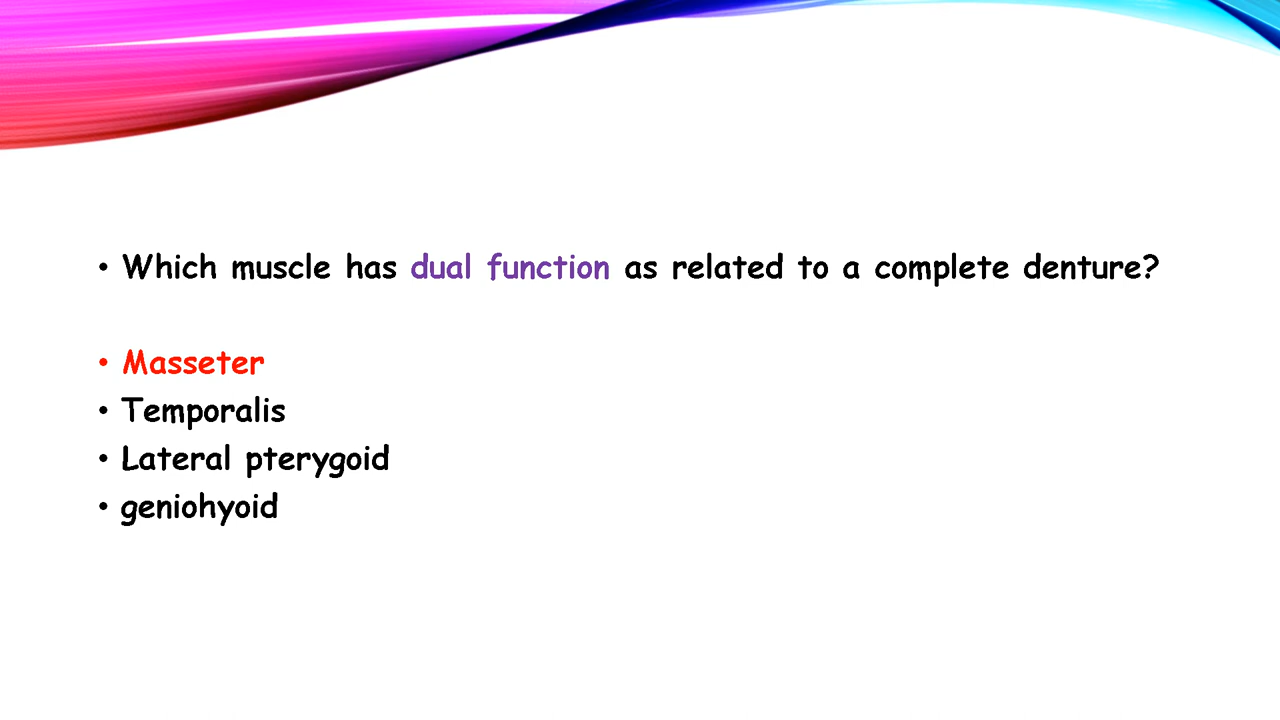 • Which muscle has dual function as related to a complete denture?
• Masseter
• Temporalis
• Lateral pterygoid
• geniohyoid